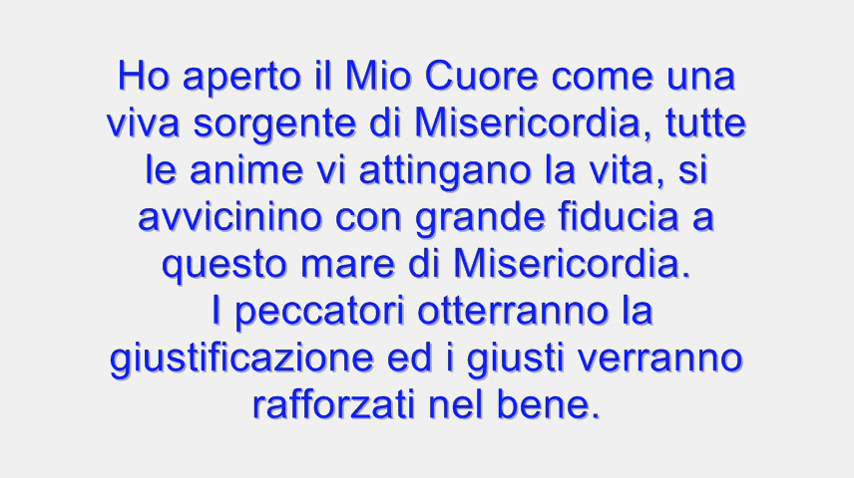 Ho aperto il Mio Cuore come una
viva sorgente di Misericordia, tutte
le anime vi attingano la vita, si
avvicinino con grande fiducia a
questo mare di Misericordia.
I peccatori otterranno la
giustificazione ed i giusti verranno
rafforzati nel bene.